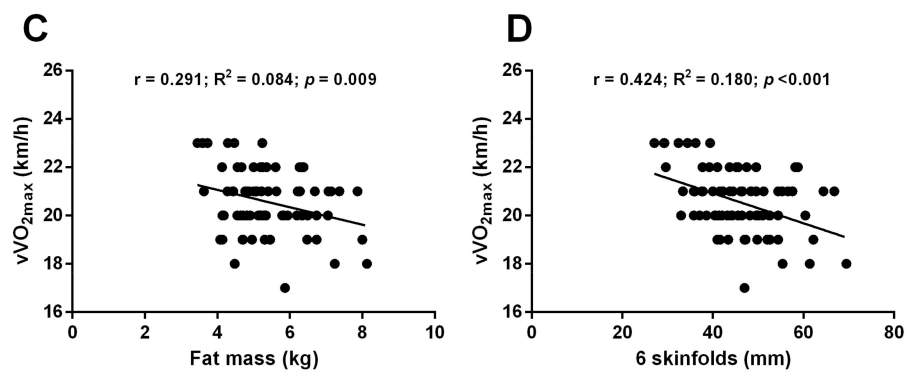 C
r = 0.291; R² = 0.084; p = 0.009
26
24
22
20
18
16
vVO₂max (km/h)
0 2 4 6 8 10
Fat mass (kg)
D
r = 0.424; R² = 0.180; p <0.001
26
24
22
20
18
16
vVO₂max (km/h)
0 20 40 60 80
6 skinfolds (mm)